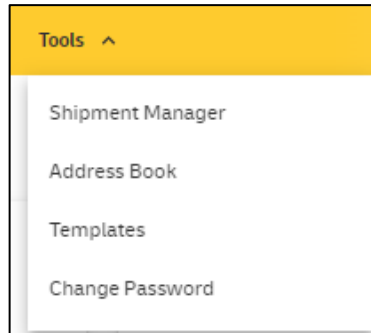 Tools
Shipment Manager
Address Book
Templates
Change Password